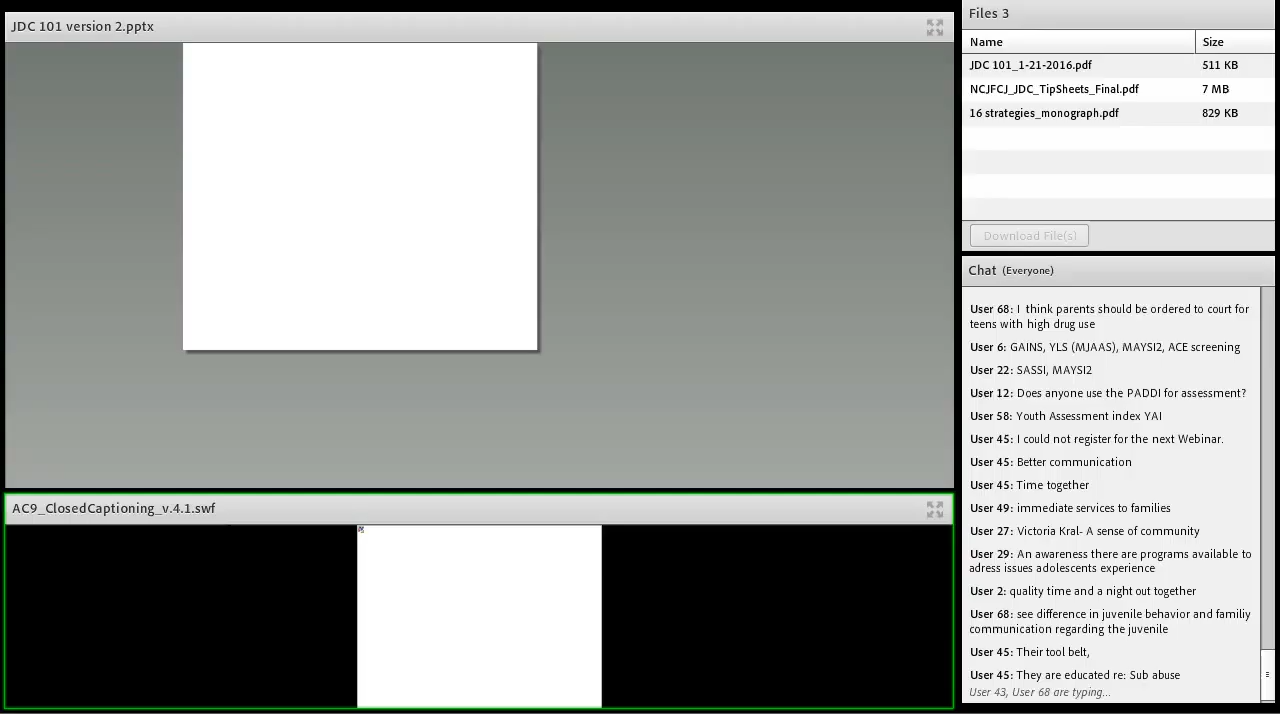 JDC 101 version 2.pptx
AC9_ClosedCaptioning_v.4.1.swf
Files 3
Name Size
JDC 101_1-21-2016.pdf 511 KB
NCJFCJ_JDC_TipSheets_Final.pdf 7 MB
16 strategies_monograph.pdf 829 KB
Download File(s)
Chat (Everyone)
User 68: I think parents should be ordered to court for
teens with high drug use
User 6: GAINS, YLS (MJAAS), MAYSI2, ACE screening
User 22: SASSI, MAYSI2
User 12: Does anyone use the PADDI for assessment?
User 58: Youth Assessment index YAI
User 45: I could not register for the next Webinar.
User 45: Better communication
User 45: Time together
User 49: immediate services to families
User 27: Victoria Kral- A sense of community
User 29: An awareness there are programs available to
adress issues adolescents experience
User 2: quality time and a night out together
User 68: see difference in juvenile behavior and familiy
communication regarding the juvenile
User 45: Their tool belt,
User 45: They are educated re: Sub abuse
User 43, User 68 are typing...